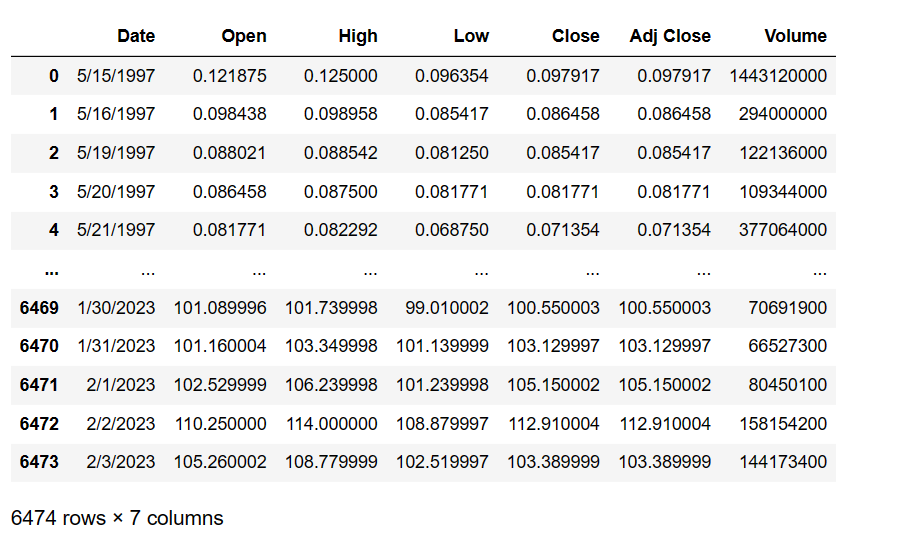 Date Open High Low Close Adj Close Volume
0 5/15/1997 0.121875 0.125000 0.096354 0.097917 0.097917 1443120000
1 5/16/1997 0.098438 0.098958 0.085417 0.086458 0.086458 294000000
2 5/19/1997 0.088021 0.088542 0.081250 0.085417 0.085417 122136000
3 5/20/1997 0.086458 0.087500 0.081771 0.081771 0.081771 109344000
4 5/21/1997 0.081771 0.082292 0.068750 0.071354 0.071354 377064000
... ... ... ... ... ... ... ...
6469 1/30/2023 101.089996 101.739998 99.010002 100.550003 100.550003 70691900
6470 1/31/2023 101.160004 103.349998 101.139999 103.129997 103.129997 66527300
6471 2/1/2023 102.529999 106.239998 101.239998 105.150002 105.150002 80450100
6472 2/2/2023 110.250000 114.000000 108.879997 112.910004 112.910004 158154200
6473 2/3/2023 105.260002 108.779999 102.519997 103.389999 103.389999 144173400
6474 rows × 7 columns